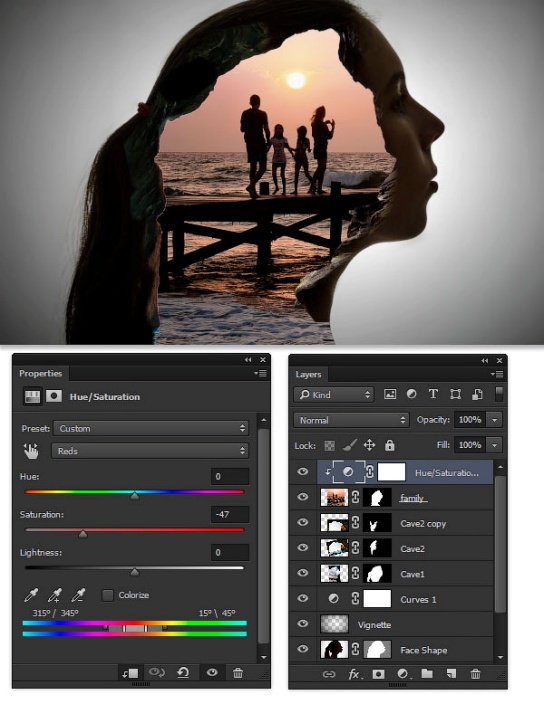 Properties
Hue/Saturation
Preset: Custom
Reds
Hue: 0
Saturation: -47
Lightness: 0
Colorize
315°/ 345° 15°\ 45°
Layers
Kind
Normal Opacity: 100%
Lock: Fill: 100%
Hue/Saturatio...
family
Cave2 copy
Cave2
Cave1
Curves 1
Vignette
Face Shape
fx